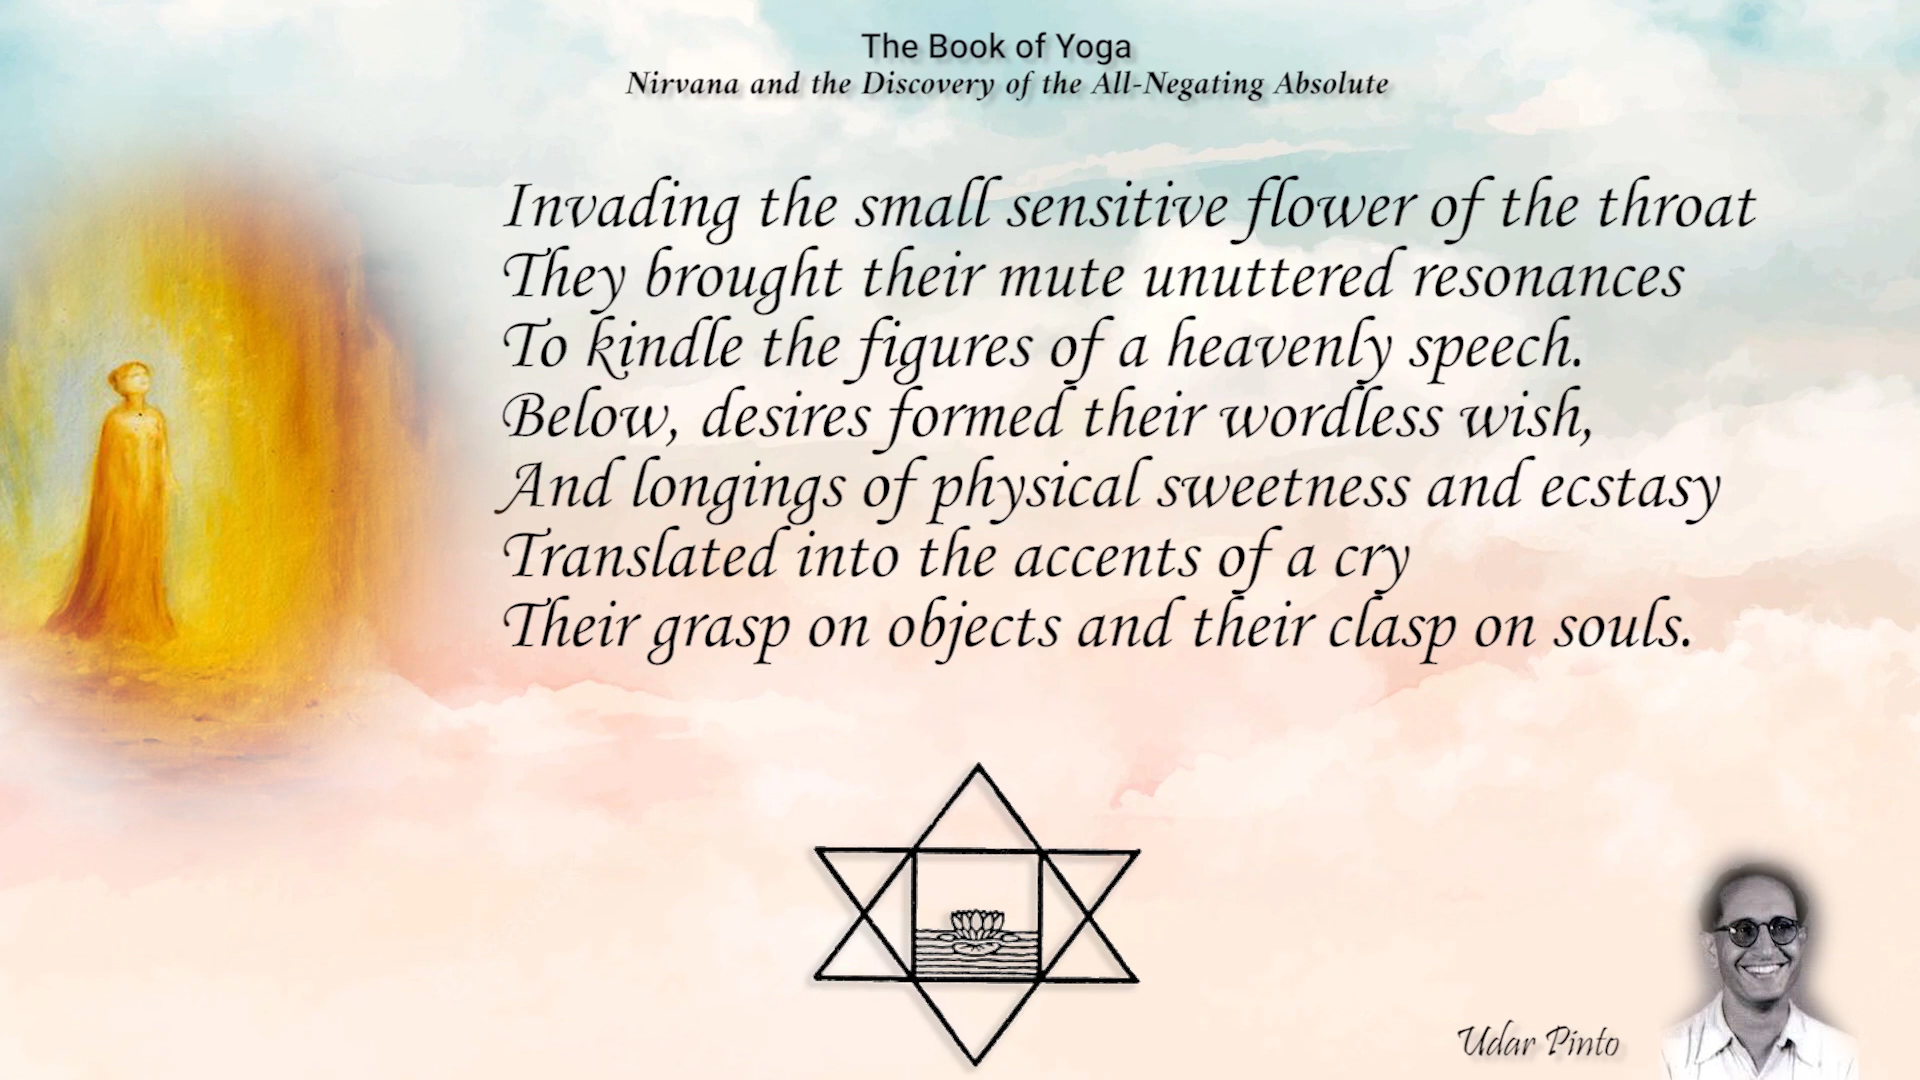 The Book of Yoga
Nirvana and the Discovery of the All-Negating Absolute
Invading the small sensitive flower of the throat
They brought their mute unuttered resonances
To kindle the figures of a heavenly speech.
Below, desires formed their wordless wish,
And longings of physical sweetness and ecstasy
Translated into the accents of a cry
Their grasp on objects and their clasp on souls.
Udar Pinto